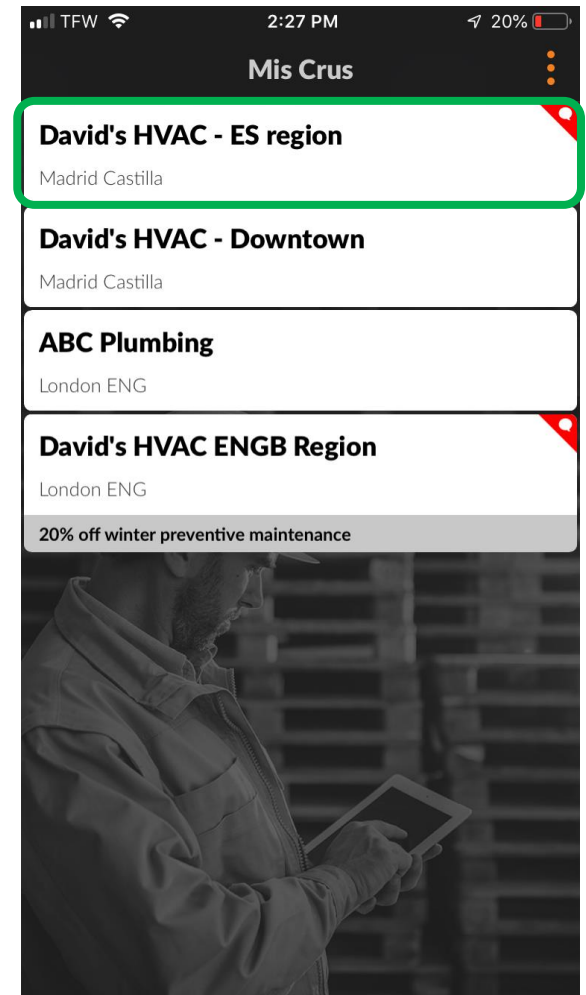 TFW 2:27 PM 20%
Mis Crus
David's HVAC - ES region
Madrid Castilla
David's HVAC - Downtown
Madrid Castilla
ABC Plumbing
London ENG
David's HVAC ENGB Region
London ENG
20% off winter preventive maintenance